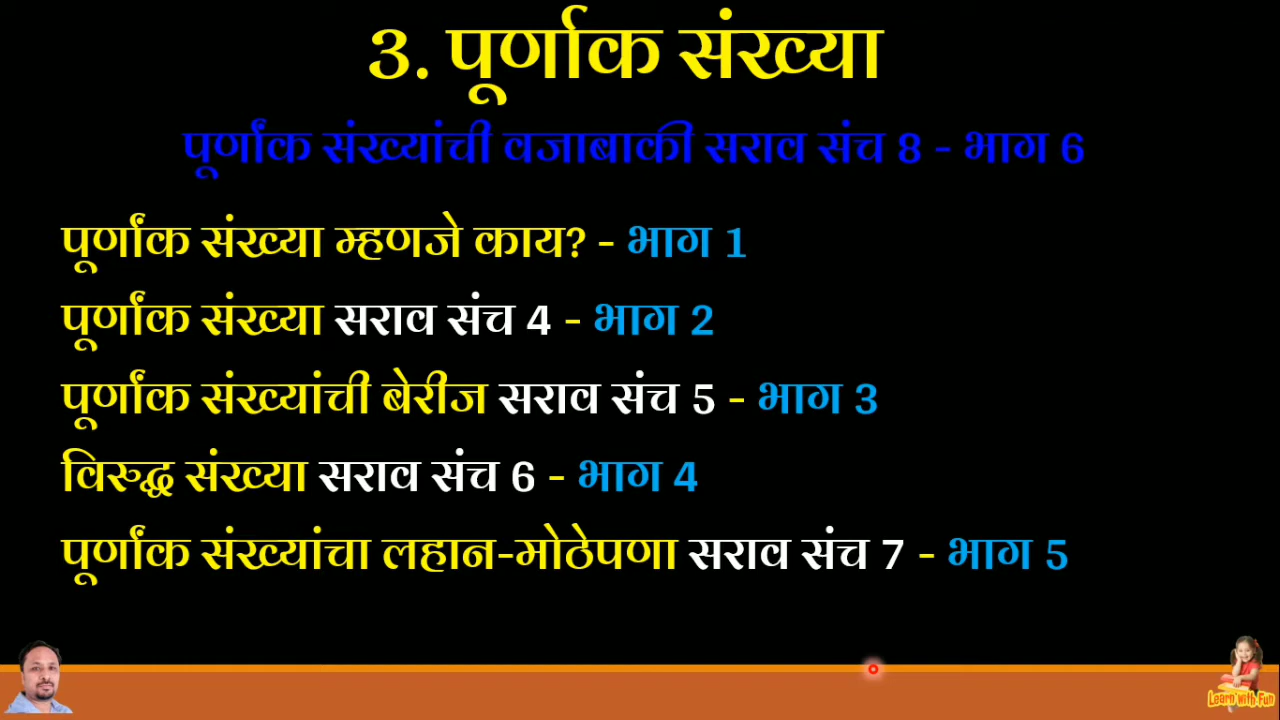 3. पूर्णाक संख्या
पूर्णांक संख्यांची वजाबाकी सराव संच 8 - भाग 6
पूर्णांक संख्या म्हणजे काय? - भाग 1
पूर्णांक संख्या सराव संच 4 - भाग 2
पूर्णांक संख्यांची बेरीज सराव संच 5 - भाग 3
विरुद्ध संख्या सराव संच 6 - भाग 4
पूर्णांक संख्यांचा लहान-मोठेपणा सराव संच 7 - भाग 5
Learn with Fun